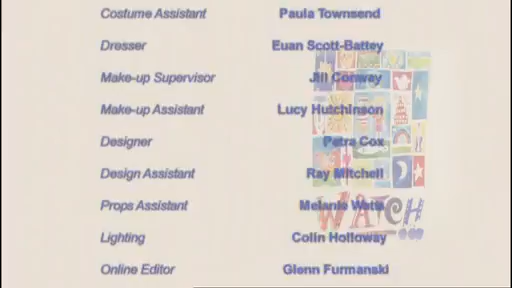 Costume Assistant Paula Townsend
Dresser Euan Scott-Battey
Make-up Supervisor Jill Conway
Make-up Assistant Lucy Hutchinson
Designer Petra Cox
Design Assistant Ray Mitchell
Props Assistant Melanie Watts
WATCH
Lighting Colin Holloway
Online Editor Glenn Furmanski